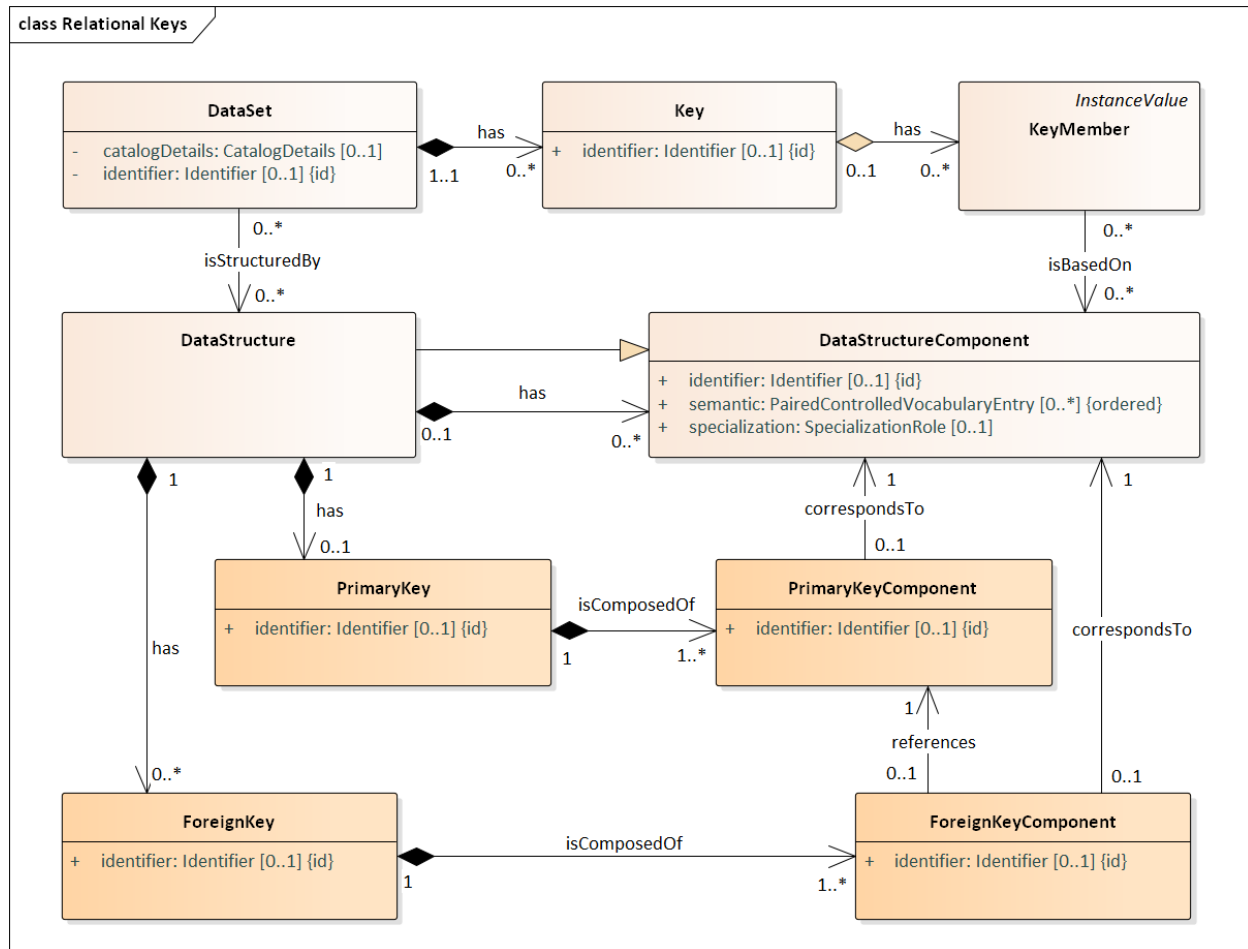 class Relational Keys
DataSet
- catalogDetails: CatalogDetails [0..1]
- identifier: Identifier [0..1] {id}
has
1..1
0..*
Key
+ identifier: Identifier [0..1] {id}
has
0..1
0..*
InstanceValue
KeyMember
0..*
isStructuredBy
0..*
0..*
isBasedOn
0..*
DataStructure
has
0..1
0..*
DataStructureComponent
+ identifier: Identifier [0..1] {id}
+ semantic: PairedControlledVocabularyEntry [0..*] {ordered}
+ specialization: SpecializationRole [0..1]
1
1
has
0..1
1
correspondsTo
0..1
1
PrimaryKey
+ identifier: Identifier [0..1] {id}
isComposedOf
1
1..*
PrimaryKeyComponent
+ identifier: Identifier [0..1] {id}
correspondsTo
has
1
references
0..1
0..1
0..*
ForeignKey
+ identifier: Identifier [0..1] {id}
isComposedOf
1
1..*
ForeignKeyComponent
+ identifier: Identifier [0..1] {id}